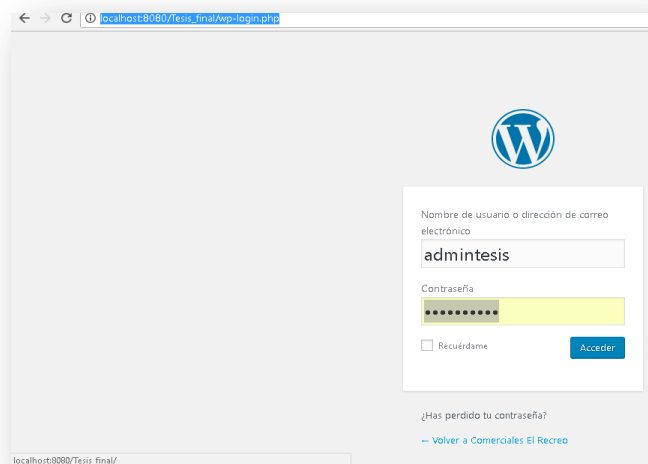 localhost:8080/Tesis_final/wp-login.php
Nombre de usuario o dirección de correo
electrónico
admintesis
Contraseña
••••••••••
Recuérdame
Acceder
¿Has perdido tu contraseña?
← Volver a Comerciales El Recreo
localhost:8080/Tesis_final/